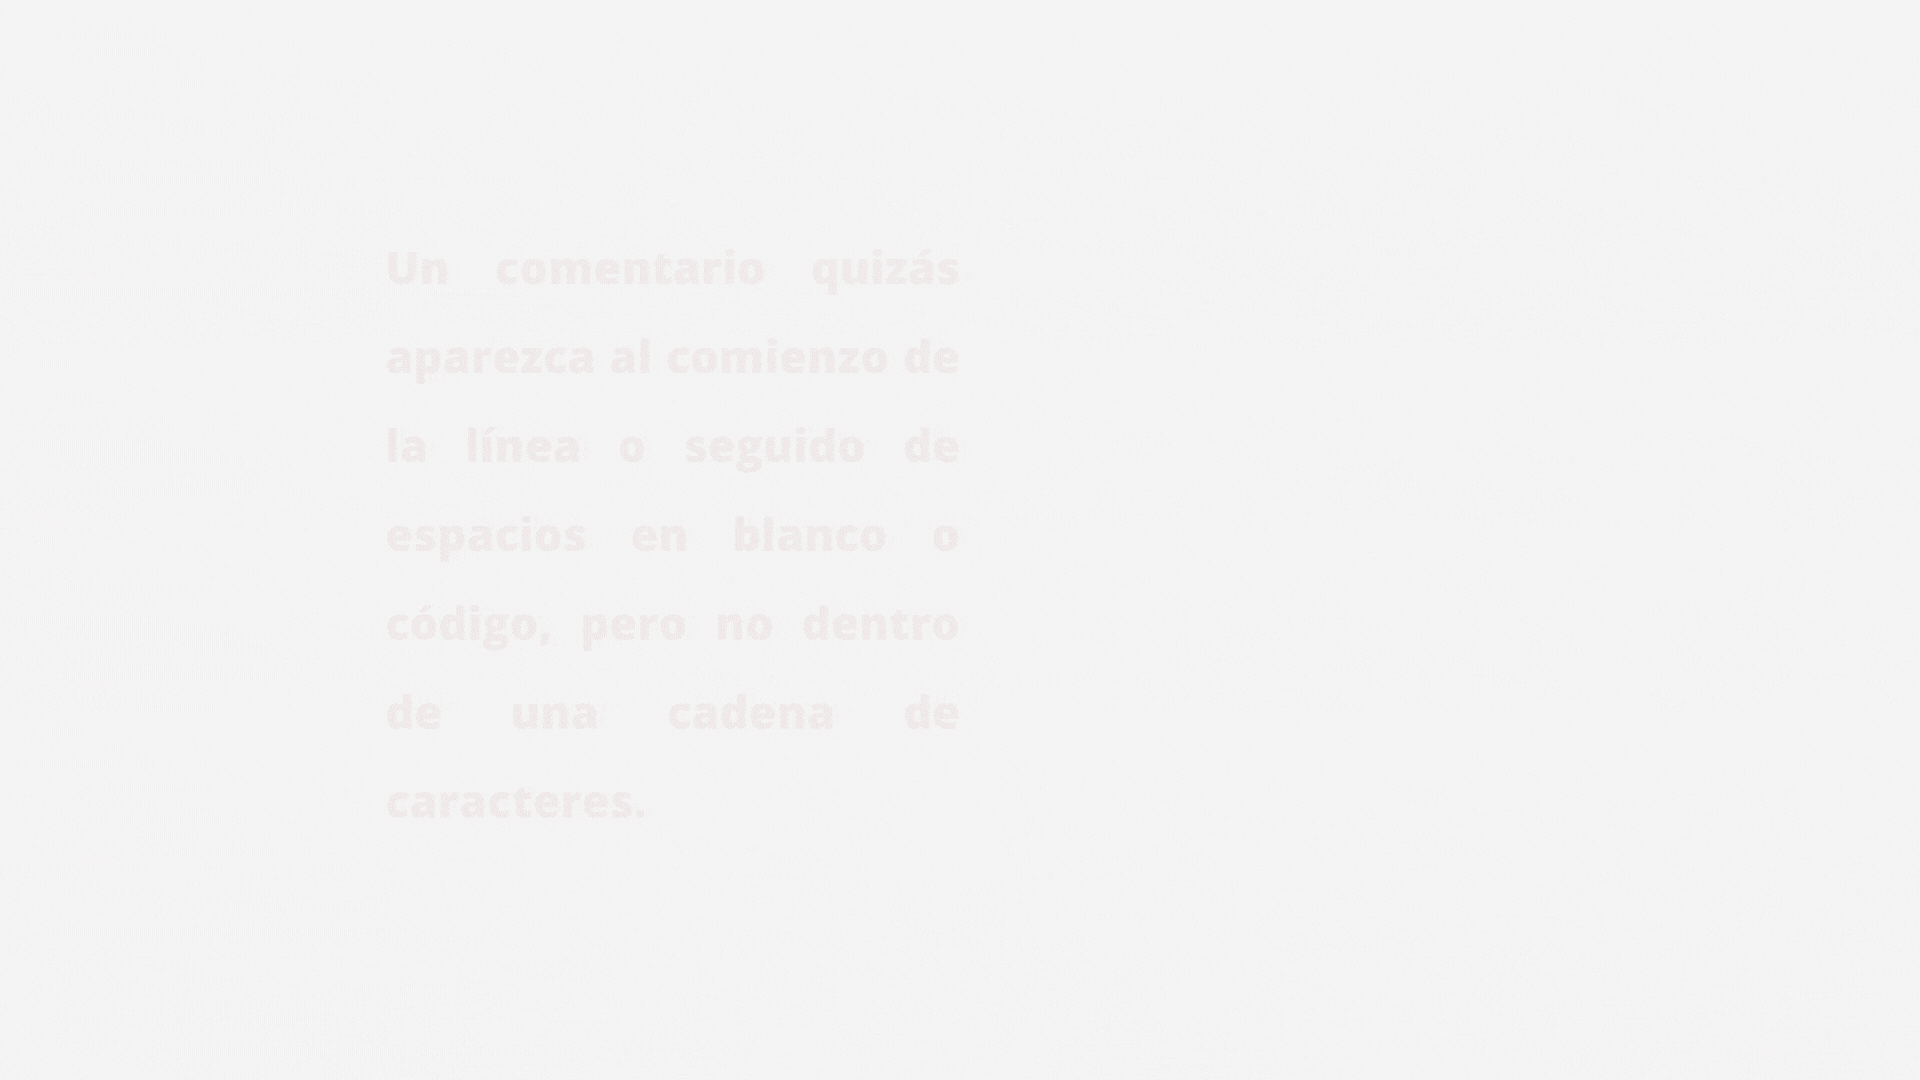 Un comentario quizás
aparezca al comienzo de
la línea o seguido de
espacios en blanco o
código, pero no dentro
de una cadena de
caracteres.